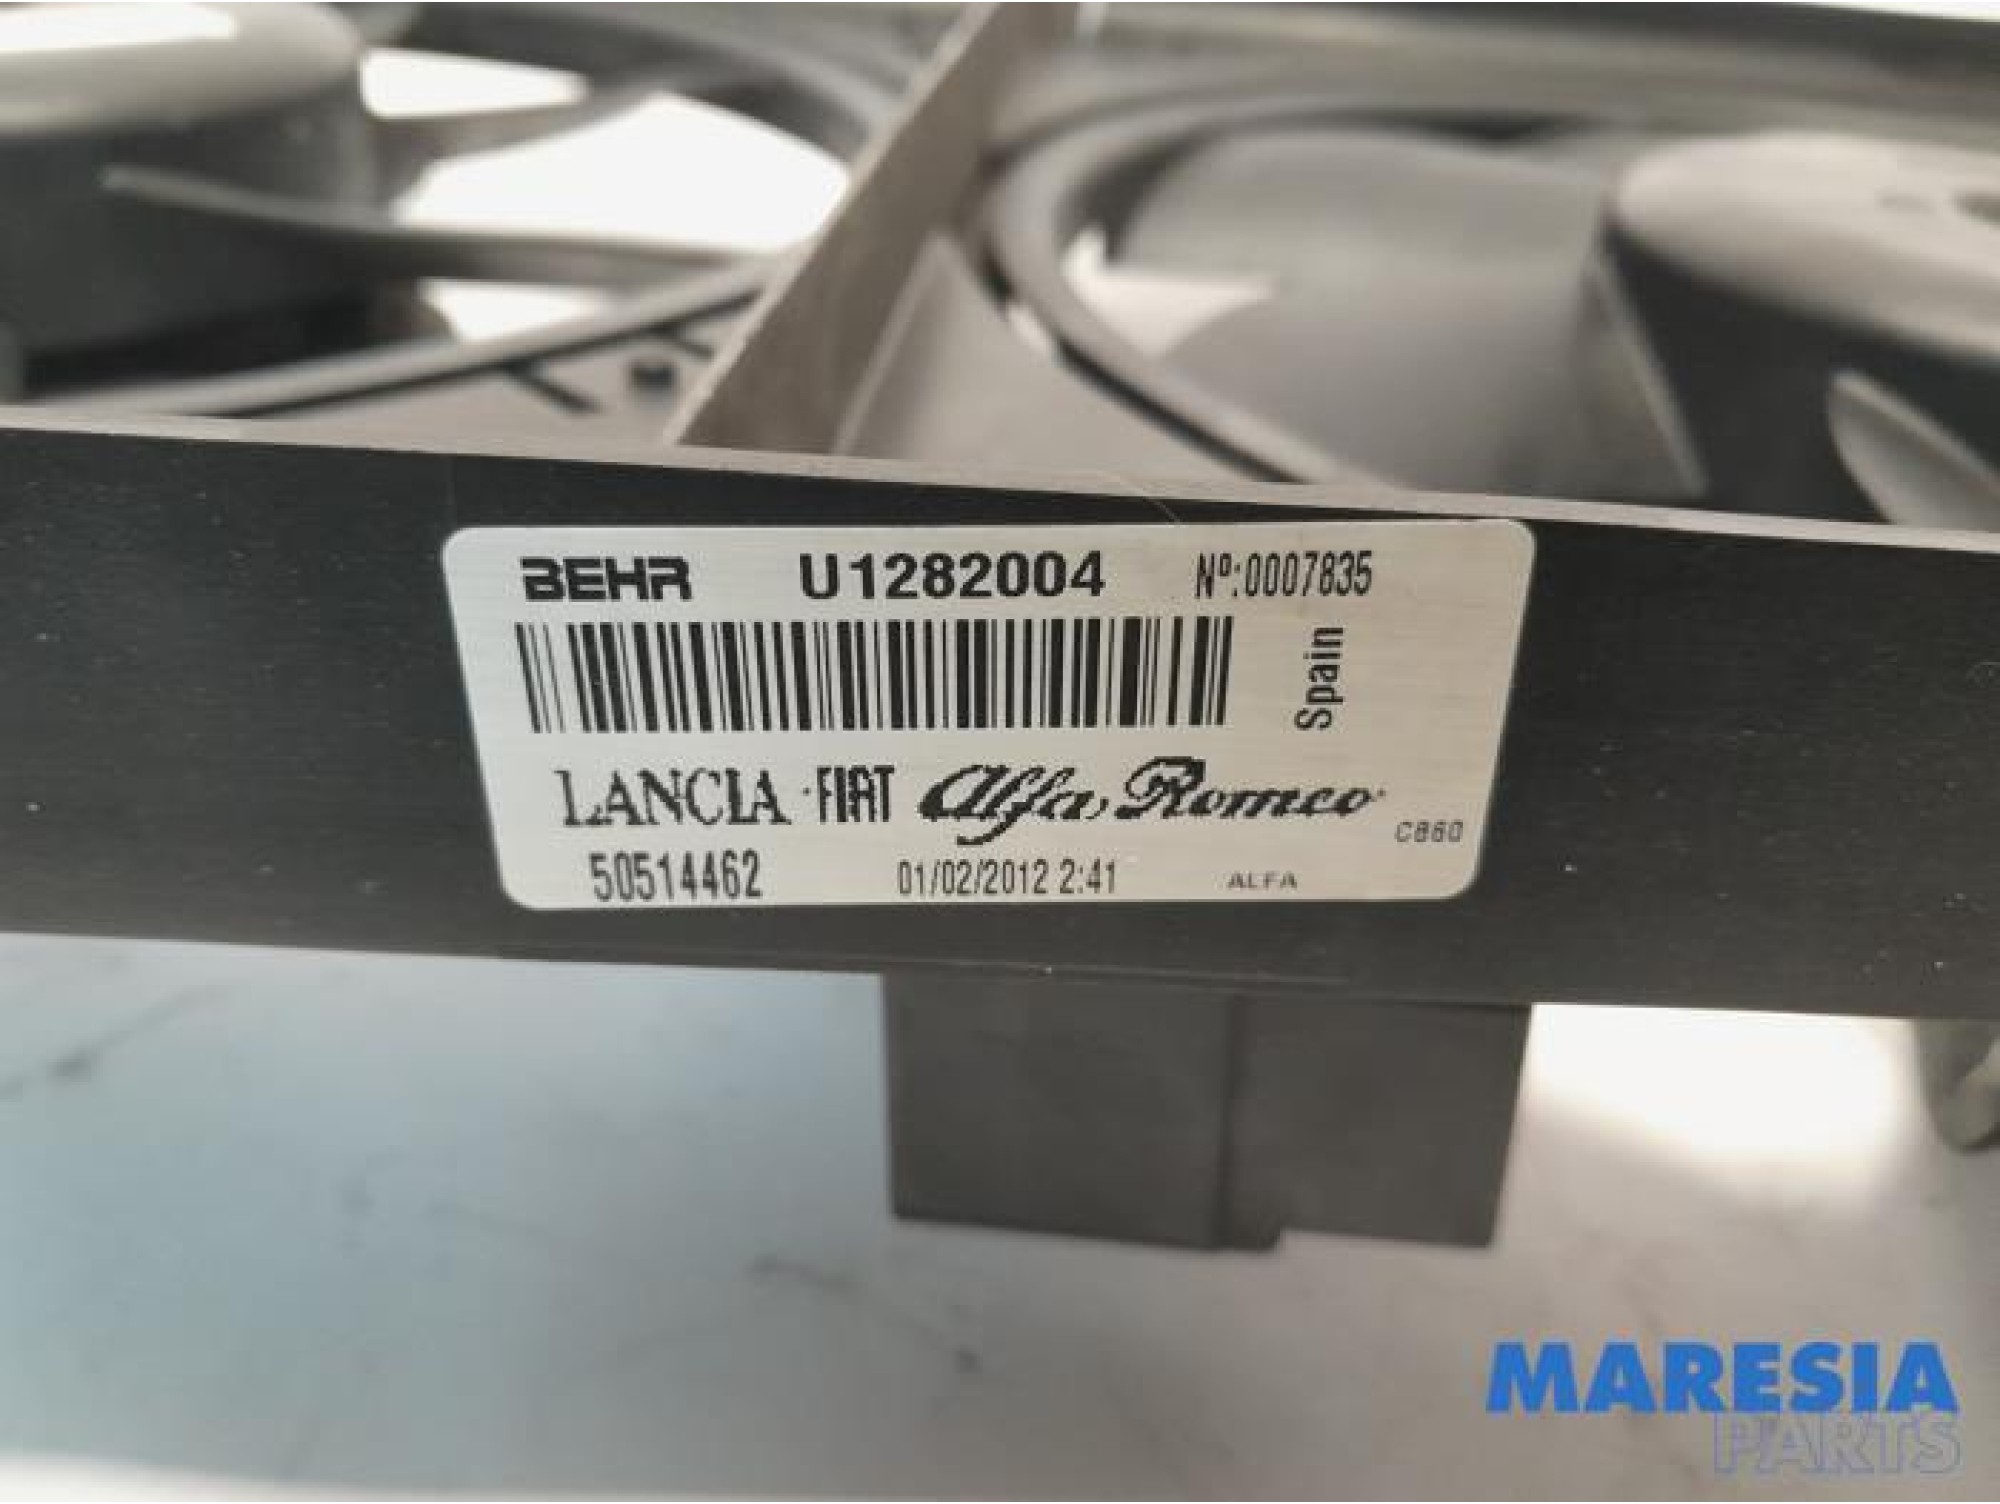 BEHR U1282004 Nº:0007835
Spain
LANCIA FIAT Alfa Romeo
C860
50514462 01/02/2012 2:41 ALFA
MARESIA
PARTS